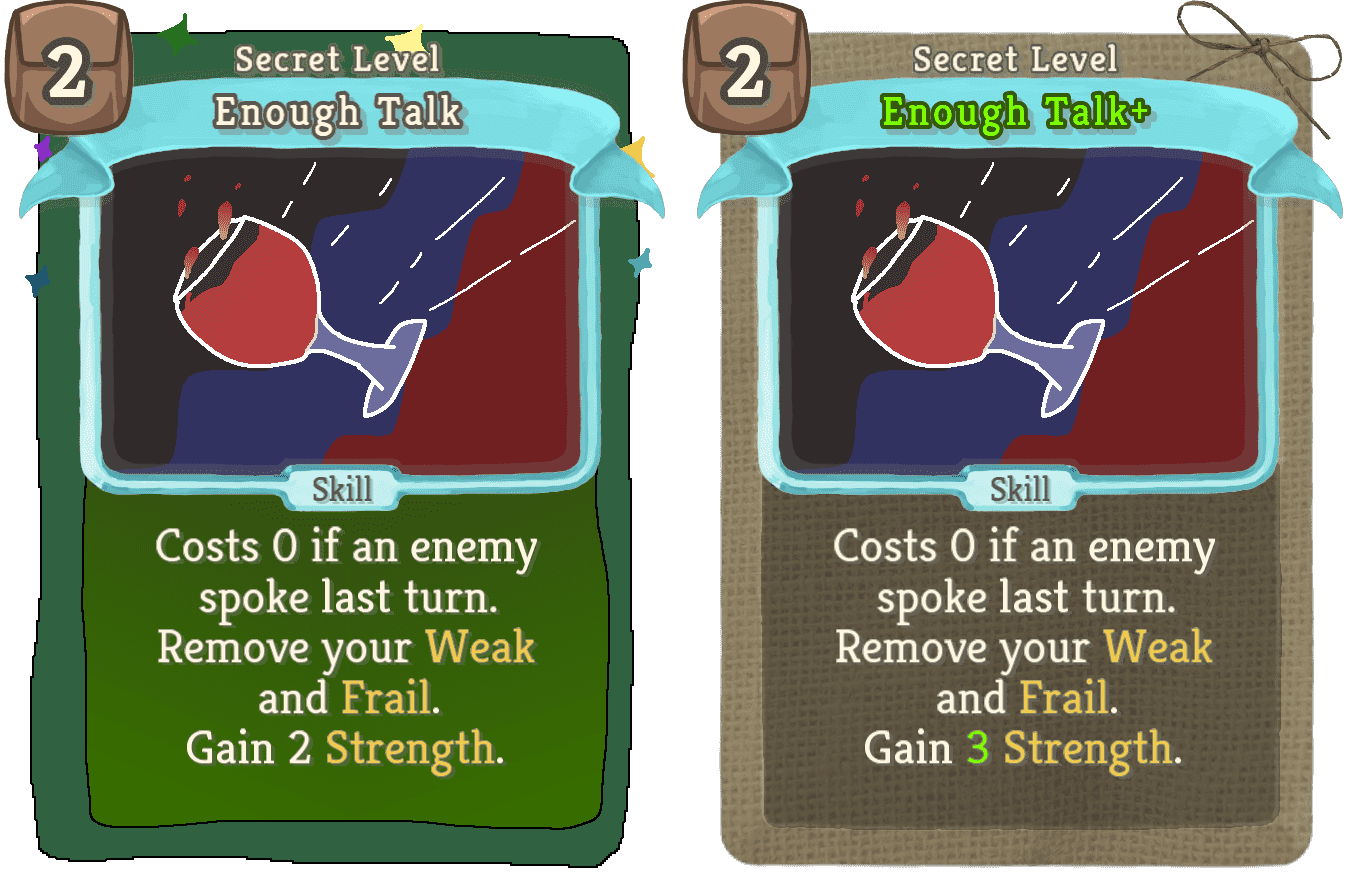 2
Secret Level
Enough Talk
Skill
Costs 0 if an enemy
spoke last turn.
Remove your Weak
and Frail.
Gain 2 Strength.
2
Secret Level
Enough Talk+
Skill
Costs 0 if an enemy
spoke last turn.
Remove your Weak
and Frail.
Gain 3 Strength.